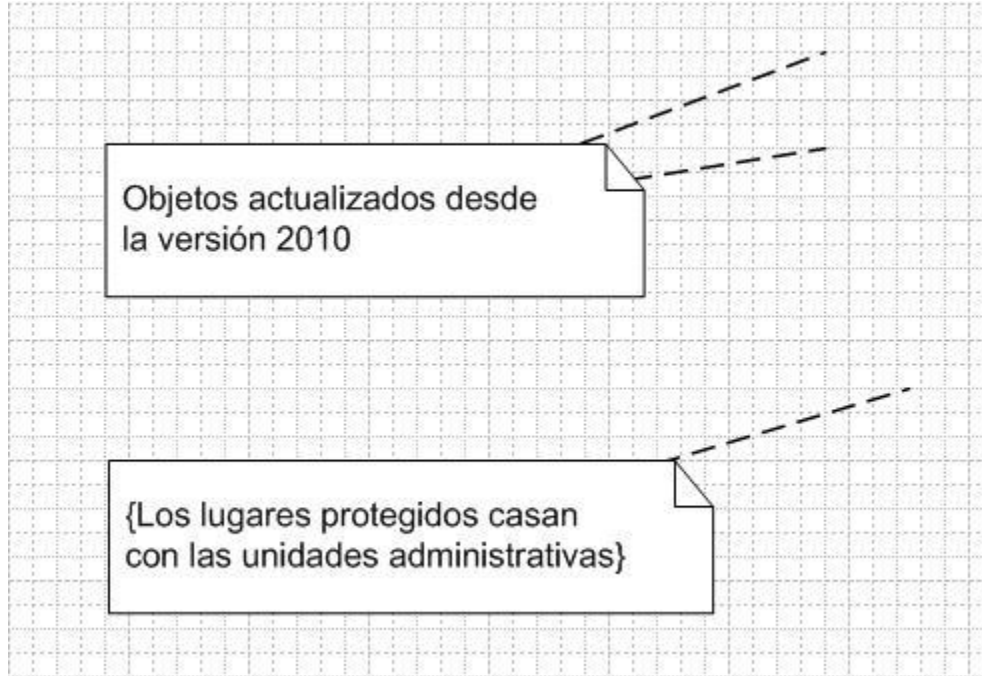 Objetos actualizados desde
la versión 2010
{Los lugares protegidos casan
con las unidades administrativas}